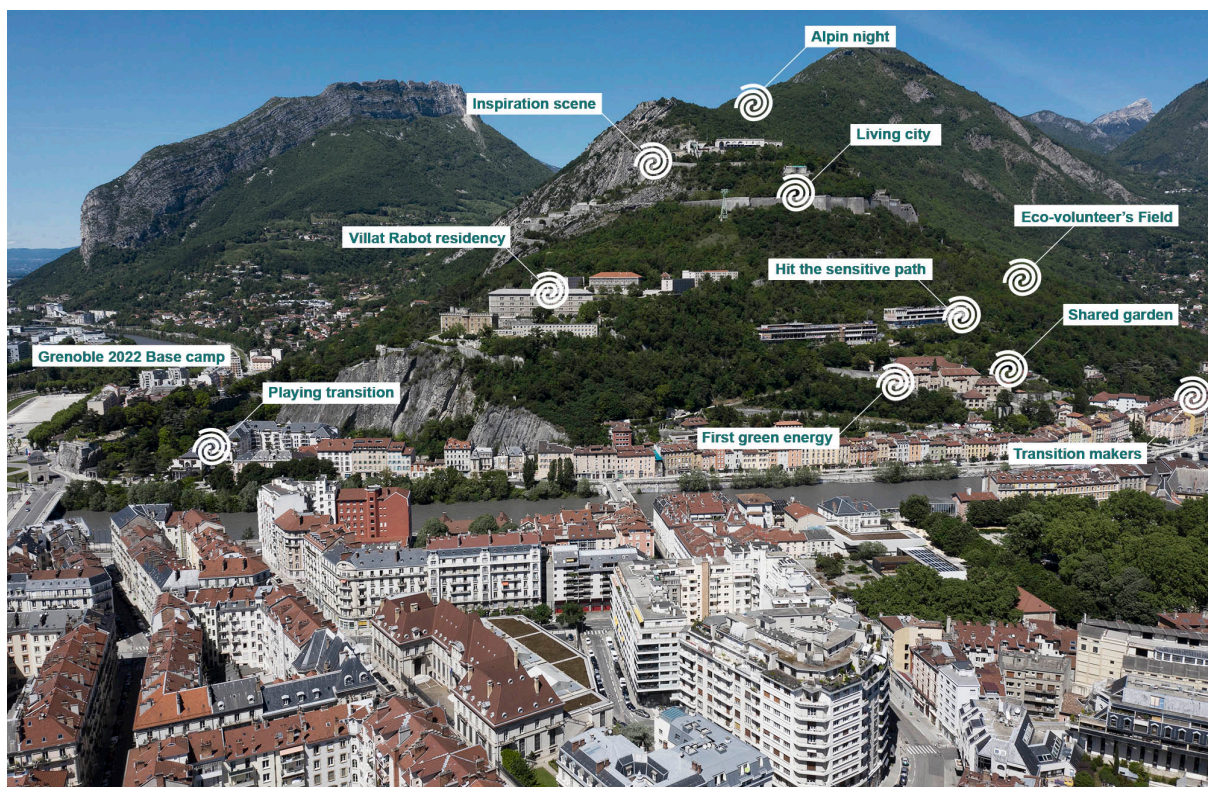 Alpin night
Inspiration scene
Living city
Eco-volunteer's Field
Villat Rabot residency
Hit the sensitive path
Shared garden
Grenoble 2022 Base camp
Playing transition
First green energy
Transition makers